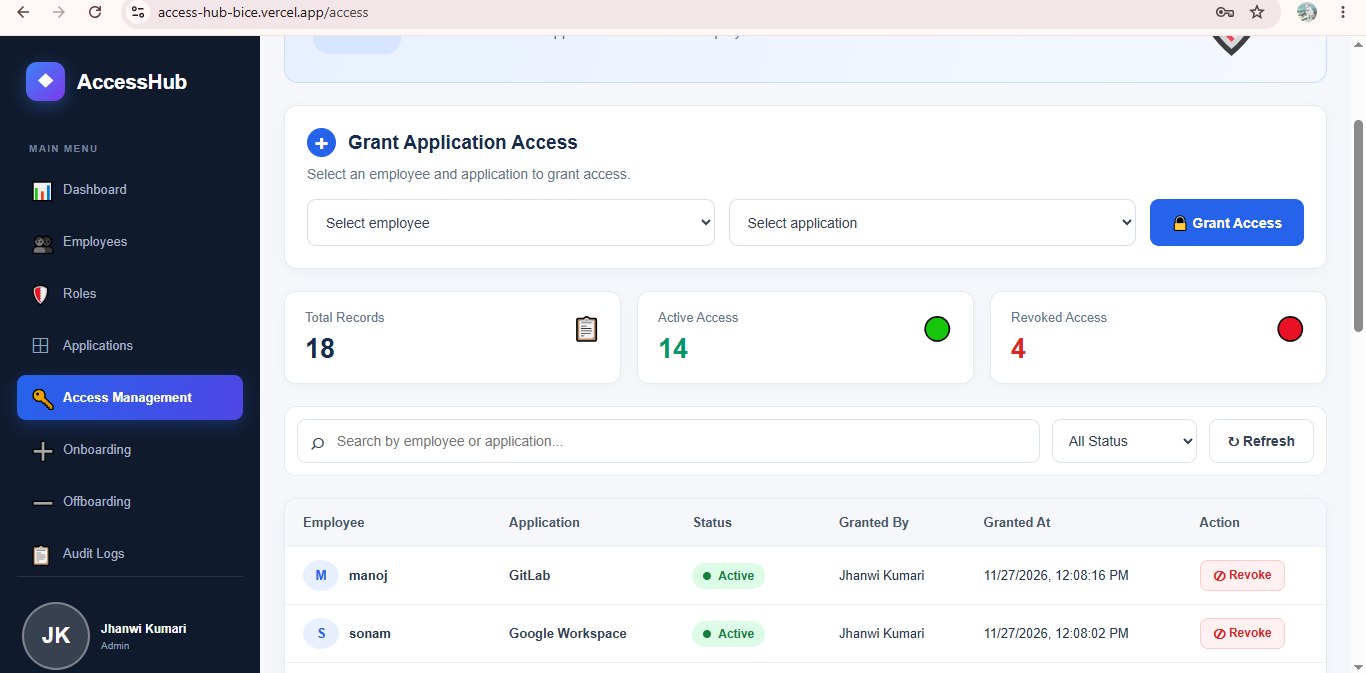 access-hub-bice.vercel.app/access
AccessHub
MAIN MENU
Dashboard
Employees
Roles
Applications
Access Management
Onboarding
Offboarding
Audit Logs
JK
Jhanwi Kumari
Admin
Grant Application Access
Select an employee and application to grant access.
Select employee
Select application
Grant Access
Total Records
18
Active Access
14
Revoked Access
4
Search by employee or application...
All Status
↻ Refresh
Employee Application Status Granted By Granted At Action
M manoj GitLab Active Jhanwi Kumari 11/27/2026, 12:08:16 PM Revoke
S sonam Google Workspace Active Jhanwi Kumari 11/27/2026, 12:08:02 PM Revoke